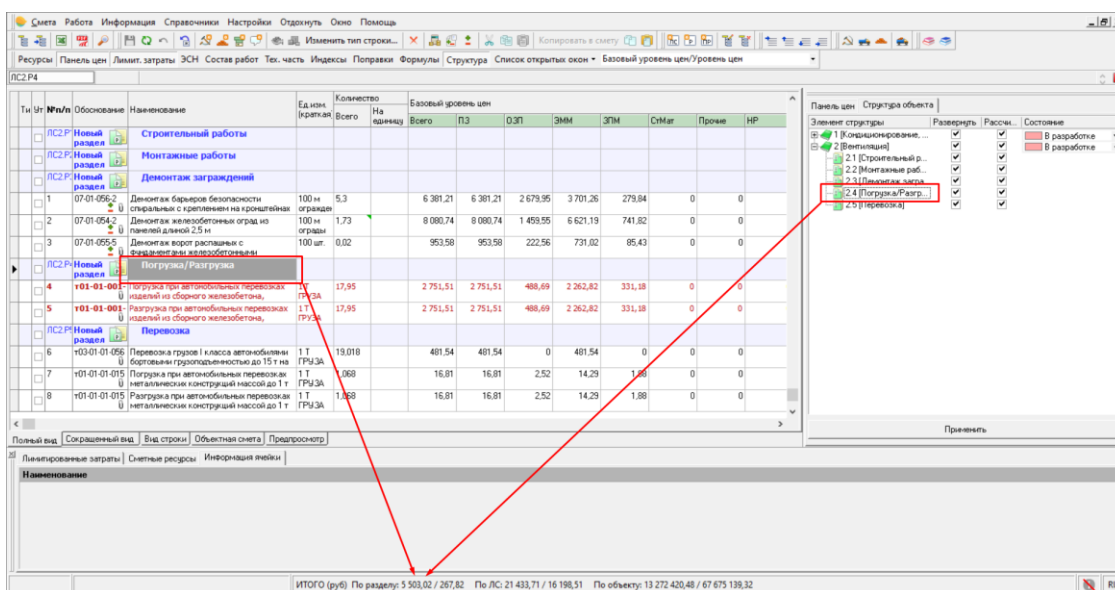 Смета Работа Информация Справочники Настройки Отдохнуть Окно Помощь
Изменить тип строки... Копировать в смету
Ресурсы Панель цен Лимит. затраты ЭСН Состав работ Тех. часть Индексы Поправки Формулы Структура Список открытых окон Базовый уровень цен/Уровень цен
ЛС2.Р4
Ти Ут №п/п Обоснование Наименование Ед.изм. (краткая) Количество Базовый уровень цен
Всего На единицу Всего ПЗ ОЗП ЭММ ЗПМ СтМат Прочие НР
Новый раздел Строительный работы
Новый раздел Монтажные работы
Новый раздел Демонтаж заграждений
1 07-01-056-2 Демонтаж барьеров безопасности 100 м 5,3 6 381,21 6 381,21 2 679,95 3 701,26 279,84 0 0
спиральных с креплением на кронштейнах огражден
2 07-01-054-2 Демонтаж железобетонных оград из 100 м 1,73 8 080,74 8 080,74 1 459,55 6 621,19 741,82 0 0
панелей длиной 2,5 м ограды
3 07-01-055-5 Демонтаж ворот распашных с 100 шт. 0,02 953,58 953,58 222,56 731,02 85,43 0 0
фундаментами железобетонными
Новый раздел Погрузка/Разгрузка
4 т01-01-001- Погрузка при автомобильных перевозках 1 Т 17,95 2 751,51 2 751,51 488,69 2 262,82 331,18 0 0
изделий из сборного железобетона, ГРУЗА
5 т01-01-001- Разгрузка при автомобильных перевозках 1 Т 17,95 2 751,51 2 751,51 488,69 2 262,82 331,18 0 0
изделий из сборного железобетона, ГРУЗА
Новый раздел Перевозка
6 т03-01-01-056 Перевозка грузов I класса автомобилями 1 Т 19,018 481,54 481,54 0 481,54 0 0 0
бортовыми грузоподъемностью до 15 т на ГРУЗА
7 т01-01-01-015 Погрузка при автомобильных перевозках 1 Т 1,068 16,81 16,81 2,52 14,29 1,88 0 0
металлических конструкций массой до 1 т ГРУЗА
8 т01-01-01-015 Разгрузка при автомобильных перевозках 1 Т 1,068 16,81 16,81 2,52 14,29 1,88 0 0
металлических конструкций массой до 1 т ГРУЗА
Полный вид Сокращенный вид Вид строки Объектная смета Предпросмотр
Панель цен Структура объекта
Элемент структуры Развернуть Рассчи... Состояние
1 [Кондиционирование, ... В разработке
2 [Вентиляция] В разработке
2.1 [Строительный р...
2.2 [Монтажные раб...
2.3 [Демонтаж загра...
2.4 [Погрузка/Разгр...
2.5 [Перевозка]
Применить
Лимитированные затраты Сметные ресурсы Информация ячейки
Наименование
ИТОГО (руб) По разделу: 5 503,02 / 267,82 По ЛС: 21 433,71 / 16 198,51 По объекту: 13 272 420,48 / 67 675 139,32